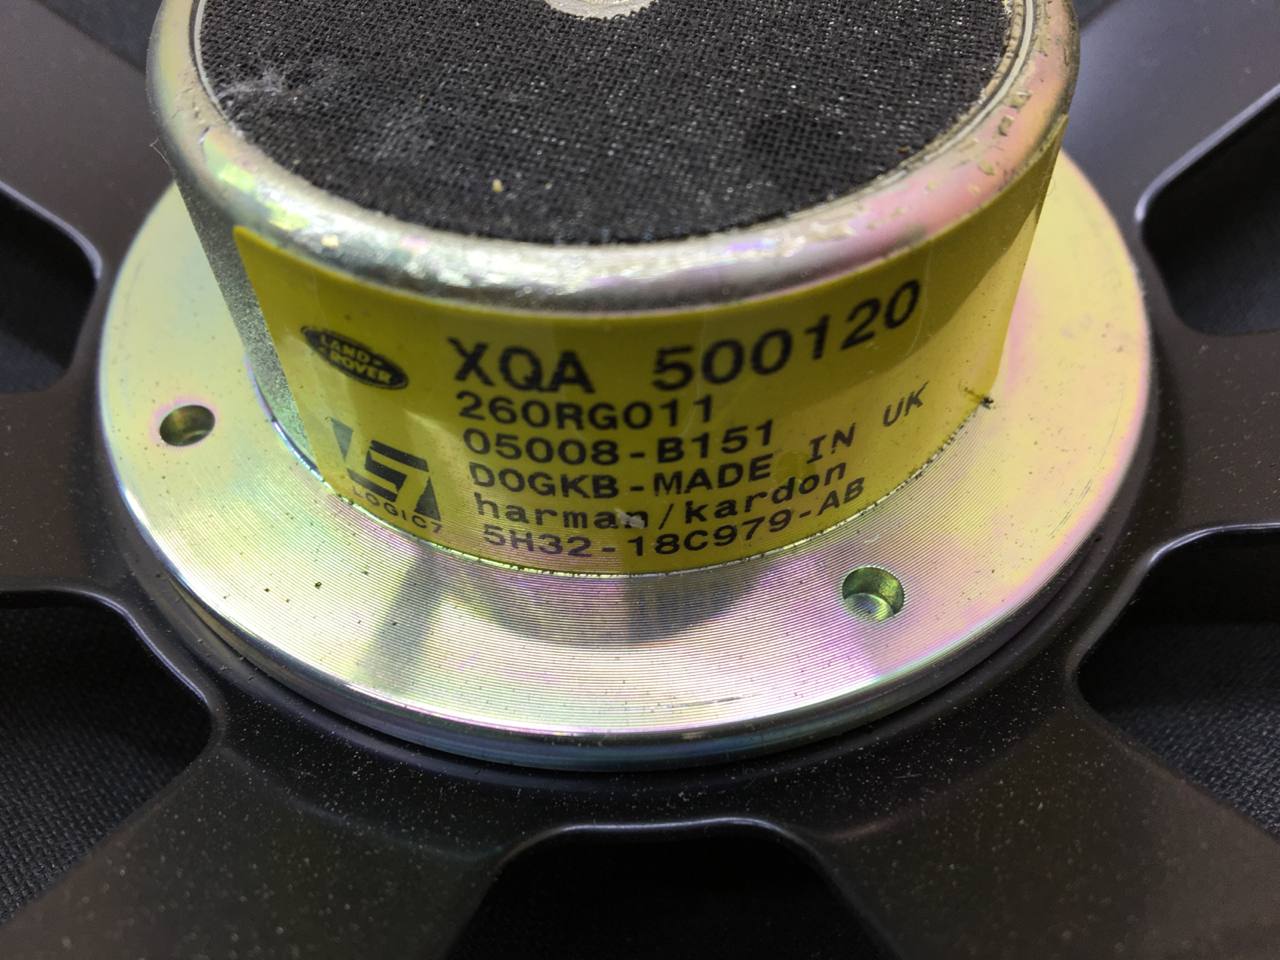 LAND-
ROVER
XQA 500120
260RG011
05008-B151
DOGKB-MADE IN UK
harman/kardon
5H32-18C979-AB
LOGIC7